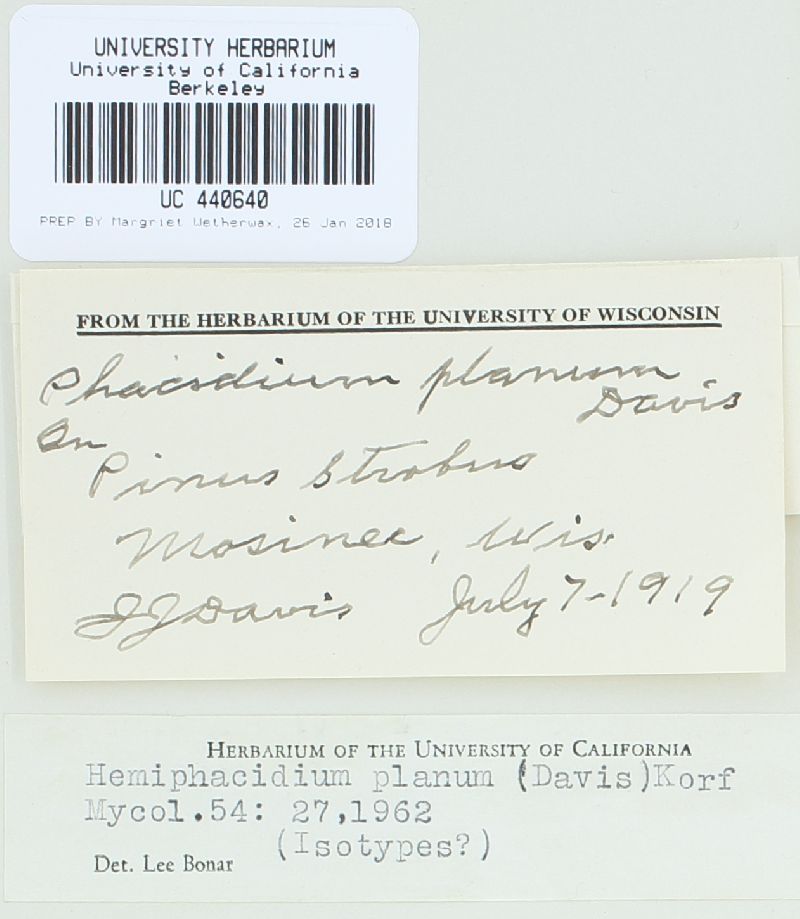 UNIVERSITY HERBARIUM
University of California
Berkeley
UC 440640
PREP BY Margriet Wetherwax, 26 Jan 2018
FROM THE HERBARIUM OF THE UNIVERSITY OF WISCONSIN
Phacidium planum
Davis
On
Pinus Strobus
Mosinee, Wis.
JJDavis July 7-1919
HERBARIUM OF THE UNIVERSITY OF CALIFORNIA
Hemiphacidium planum (Davis)Korf
Mycol.54: 27,1962
(Isotypes?)
Det. Lee Bonar